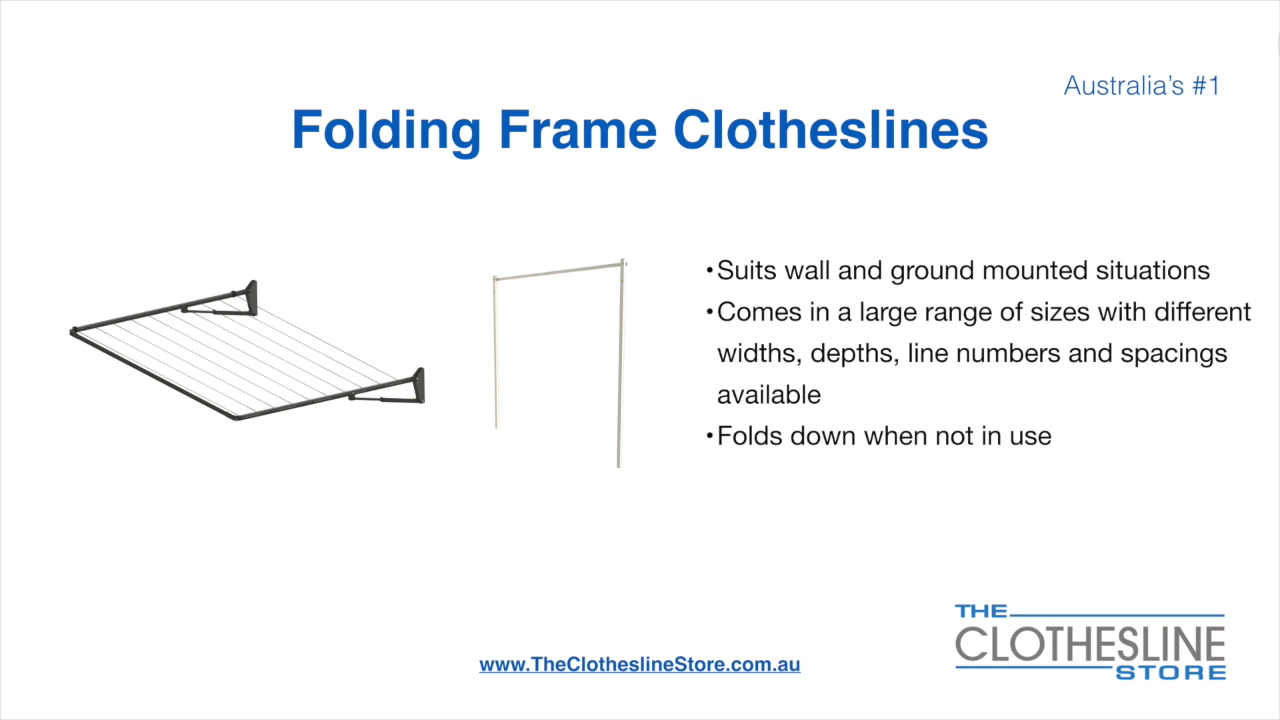 Australia's #1
Folding Frame Clotheslines
•Suits wall and ground mounted situations
•Comes in a large range of sizes with different
widths, depths, line numbers and spacings
available
•Folds down when not in use
THE
CLOTHESLINE
STORE
www.TheClotheslineStore.com.au